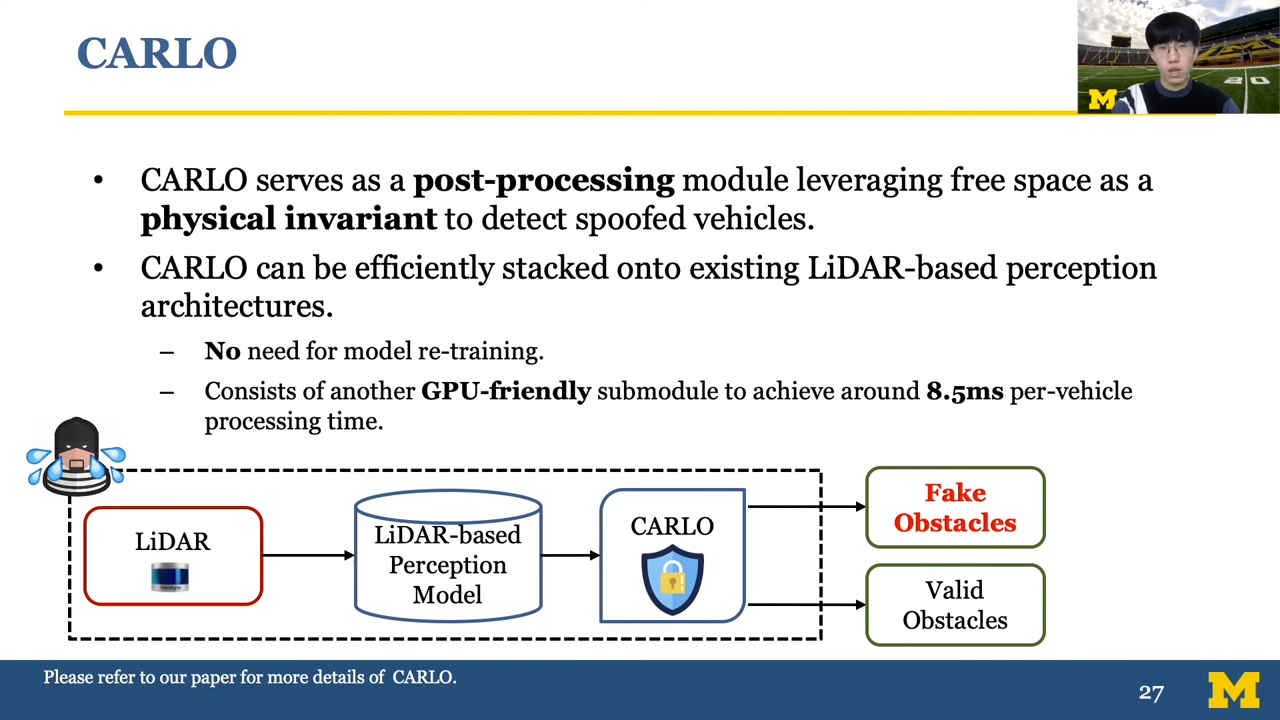 CARLO
• CARLO serves as a post-processing module leveraging free space as a
physical invariant to detect spoofed vehicles.
• CARLO can be efficiently stacked onto existing LiDAR-based perception
architectures.
– No need for model re-training.
– Consists of another GPU-friendly submodule to achieve around 8.5ms per-vehicle
processing time.
LiDAR
LiDAR-based
Perception
Model
CARLO
Fake
Obstacles
Valid
Obstacles
Please refer to our paper for more details of CARLO.
27
M
M